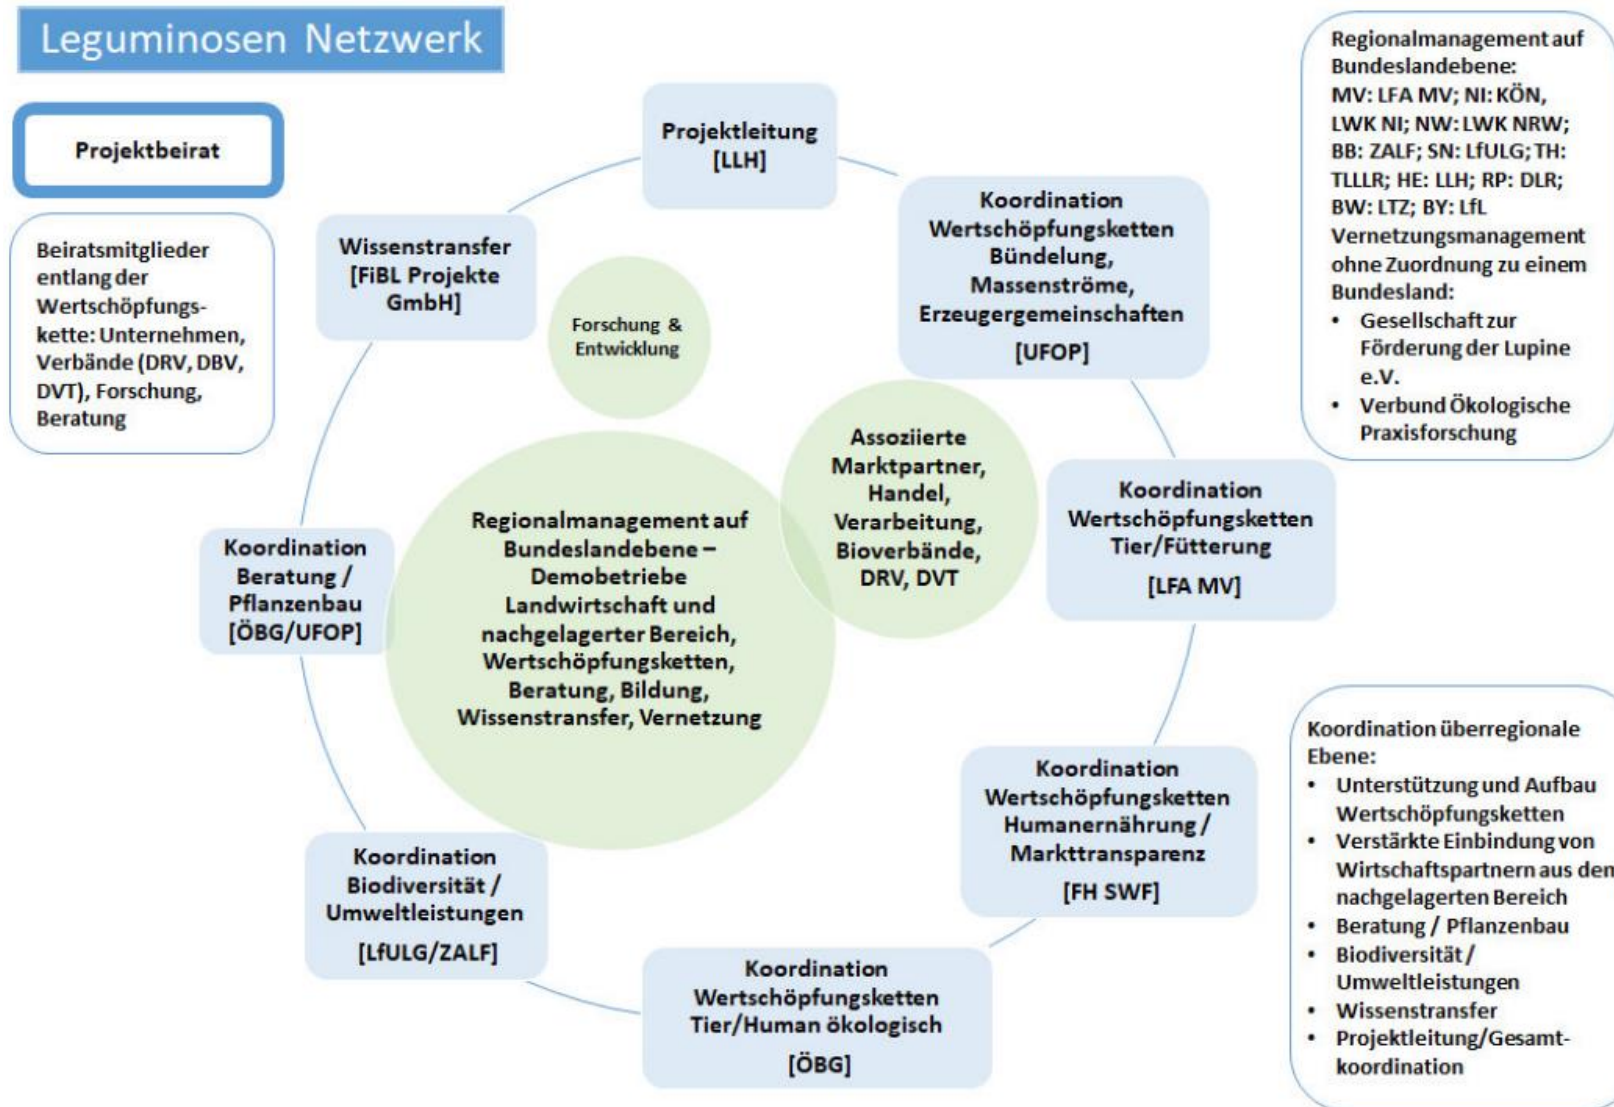 Leguminosen Netzwerk
Projektbeirat
Beiratsmitglieder
entlang der
Wertschöpfungs-
kette: Unternehmen,
Verbände (DRV, DBV,
DVT), Forschung,
Beratung
Projektleitung
[LLH]
Koordination
Wertschöpfungsketten
Bündelung,
Massenströme,
Erzeugergemeinschaften
[UFOP]
Koordination
Wertschöpfungsketten
Tier/Fütterung
[LFA MV]
Koordination
Wertschöpfungsketten
Humanernährung /
Markttransparenz
[FH SWF]
Koordination
Wertschöpfungsketten
Tier/Human ökologisch
[ÖBG]
Koordination
Biodiversität /
Umweltleistungen
[LfULG/ZALF]
Koordination
Beratung /
Pflanzenbau
[ÖBG/UFOP]
Wissenstransfer
[FiBL Projekte
GmbH]
Forschung &
Entwicklung
Assoziierte
Marktpartner,
Handel,
Verarbeitung,
Bioverbände,
DRV, DVT
Regionalmanagement auf
Bundeslandebene –
Demobetriebe
Landwirtschaft und
nachgelagerter Bereich,
Wertschöpfungsketten,
Beratung, Bildung,
Wissenstransfer, Vernetzung
Regionalmanagement auf
Bundeslandebene:
MV: LFA MV; NI: KÖN,
LWK NI; NW: LWK NRW;
BB: ZALF; SN: LfULG; TH:
TLLLR; HE: LLH; RP: DLR;
BW: LTZ; BY: LfL
Vernetzungsmanagement
ohne Zuordnung zu einem
Bundesland:
• Gesellschaft zur
Förderung der Lupine
e.V.
• Verbund Ökologische
Praxisforschung
Koordination überregionale
Ebene:
• Unterstützung und Aufbau
Wertschöpfungsketten
• Verstärkte Einbindung von
Wirtschaftspartnern aus dem
nachgelagerten Bereich
• Beratung / Pflanzenbau
• Biodiversität /
Umweltleistungen
• Wissenstransfer
• Projektleitung/Gesamt-
koordination